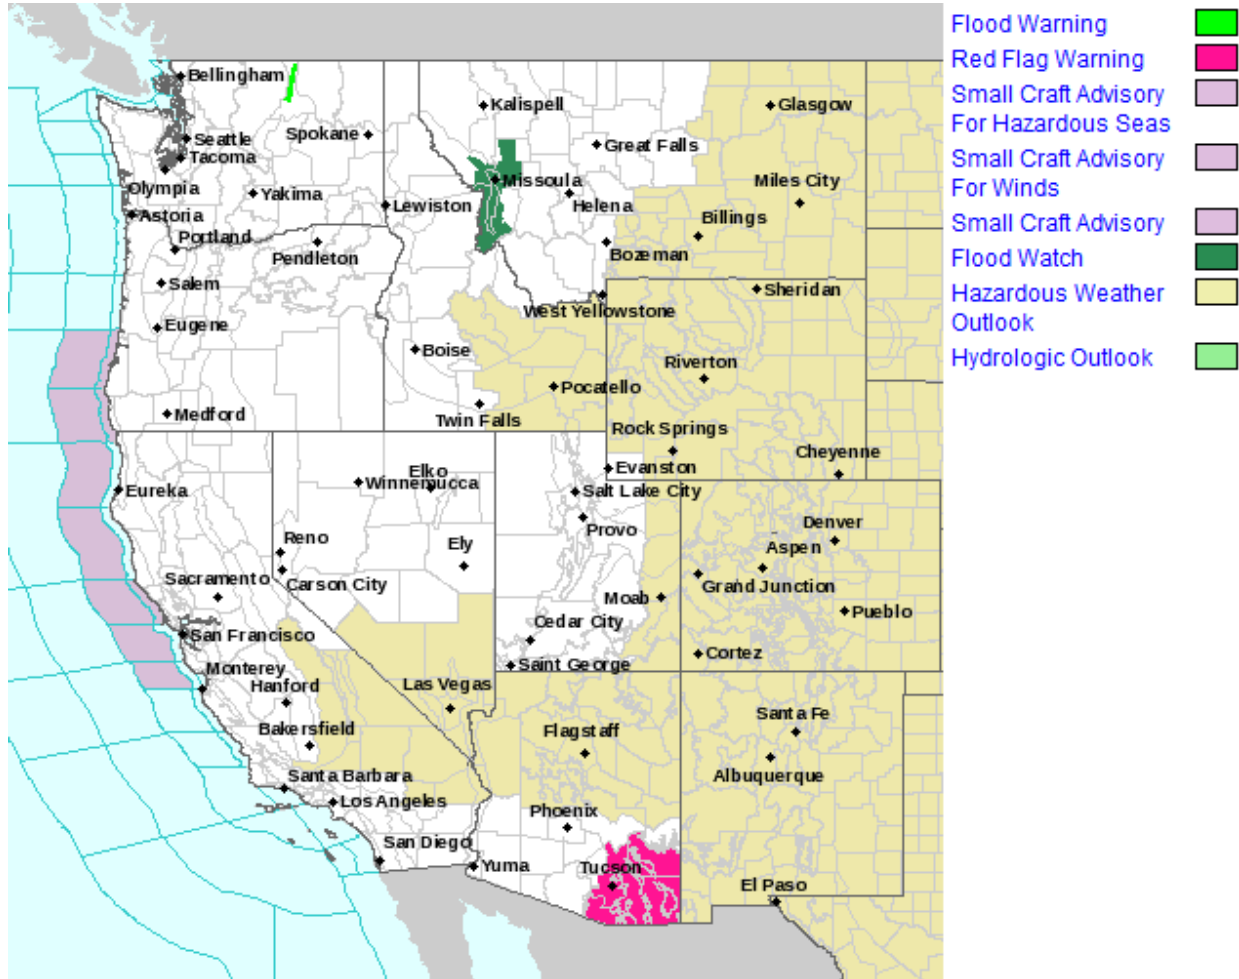 Flood Warning
Red Flag Warning
Small Craft Advisory
For Hazardous Seas
Small Craft Advisory
For Winds
Small Craft Advisory
Flood Watch
Hazardous Weather
Outlook
Hydrologic Outlook
Bellingham
Kalispell
Glasgow
Seattle
Spokane
Great Falls
Tacoma
Missoula
Miles City
Olympia
Yakima
Lewiston
Helena
Astoria
Billings
Portland
Pendleton
Bozeman
Salem
Sheridan
West Yellowstone
Eugene
Boise
Riverton
Pocatello
Medford
Twin Falls
Rock Springs
Cheyenne
Elko
Evanston
Winnemucca
Eureka
Salt Lake City
Provo
Denver
Reno
Ely
Aspen
Sacramento
Carson City
Grand Junction
Moab
Pueblo
Cedar City
San Francisco
Cortez
Monterey
Saint George
Hanford
Las Vegas
Santa Fe
Bakersfield
Flagstaff
Albuquerque
Santa Barbara
Los Angeles
Phoenix
San Diego
Yuma
Tucson
El Paso